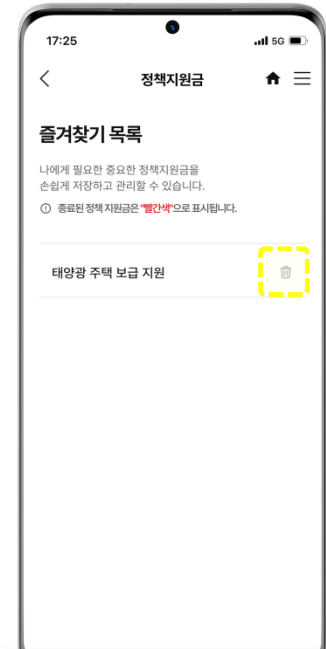 17:25
5G
정책지원금
즐겨찾기 목록
나에게 필요한 중요한 정책지원금을
손쉽게 저장하고 관리할 수 있습니다.
종료된 정책 지원금은 "빨간색"으로 표시됩니다.
태양광 주택 보급 지원